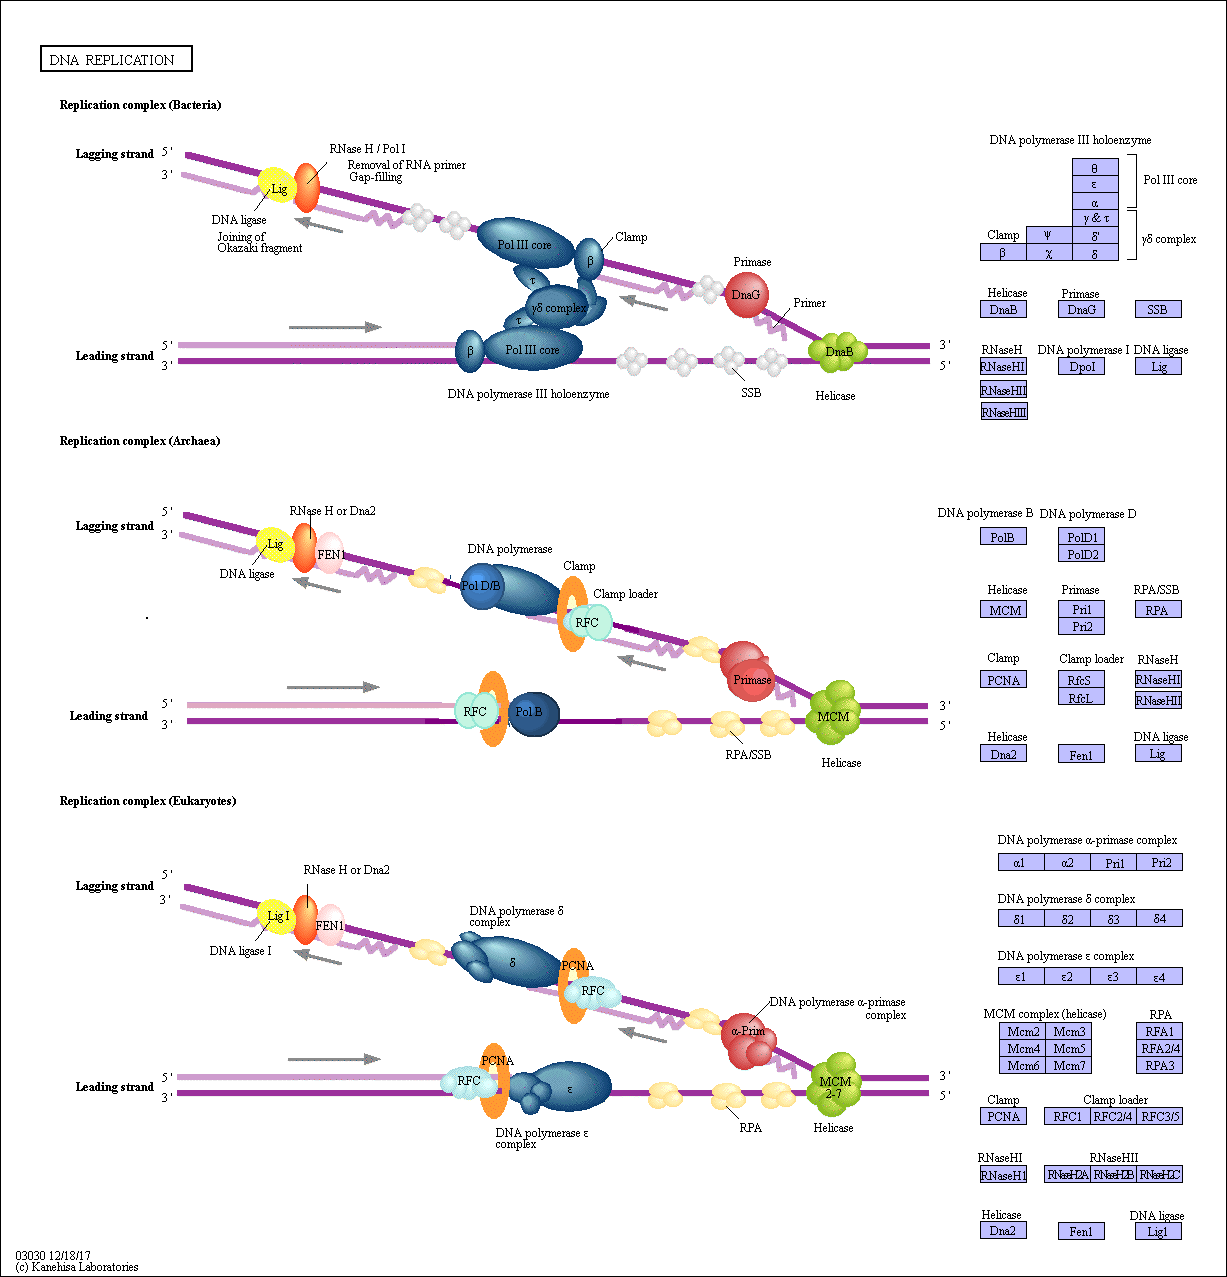 DNA REPLICATION
Replication complex (Bacteria)
Lagging strand
5'
3'
RNase H / Pol I
Removal of RNA primer
Gap-filling
Lig
DNA ligase
Joining of
Okazaki fragment
Pol III core
β
Clamp
τ
γδ complex
τ
Primase
DnaG
Primer
Leading strand
5'
3'
β
Pol III core
DnaB
3'
5'
SSB
DNA polymerase III holoenzyme
Helicase
DNA polymerase III holoenzyme
θ
ε
α
Pol III core
γ & τ
Clamp
ψ
δ'
γδ complex
β
χ
δ
Helicase
Primase
DnaB
DnaG
SSB
RNaseH
DNA polymerase I
DNA ligase
RNaseHI
DpoI
Lig
RNaseHII
RNaseHIII
Replication complex (Archaea)
Lagging strand
5'
3'
RNase H or Dna2
Lig
FEN1
DNA ligase
DNA polymerase
Pol D/B
Clamp
Clamp loader
RFC
Primase
Leading strand
5'
3'
RFC
Pol B
MCM
3'
5'
RPA/SSB
Helicase
DNA polymerase B
DNA polymerase D
PolB
PolD1
PolD2
Helicase
Primase
RPA/SSB
MCM
Pri1
RPA
Pri2
Clamp
Clamp loader
RNaseH
PCNA
RfcS
RNaseHI
RfcL
RNaseHII
Helicase
DNA ligase
Dna2
Fen1
Lig
Replication complex (Eukaryotes)
Lagging strand
5'
3'
RNase H or Dna2
Lig I
FEN1
DNA ligase I
DNA polymerase δ
complex
δ
PCNA
RFC
DNA polymerase α-primase
complex
α-Prim
Leading strand
5'
3'
PCNA
RFC
ε
MCM
2-7
3'
5'
DNA polymerase ε
complex
RPA
Helicase
DNA polymerase α-primase complex
α1
α2
Pri1
Pri2
DNA polymerase δ complex
δ1
δ2
δ3
δ4
DNA polymerase ε complex
ε1
ε2
ε3
ε4
MCM complex (helicase)
RPA
Mcm2
Mcm3
RFA1
Mcm4
Mcm5
RFA2/4
Mcm6
Mcm7
RPA3
Clamp
Clamp loader
PCNA
RFC1
RFC2/4
RFC3/5
RNaseHI
RNaseHII
RNaseH1
RNaseH2A
RNaseH2B
RNaseH2C
Helicase
DNA ligase
Dna2
Fen1
Lig1
03030 12/18/17
(c) Kanehisa Laboratories